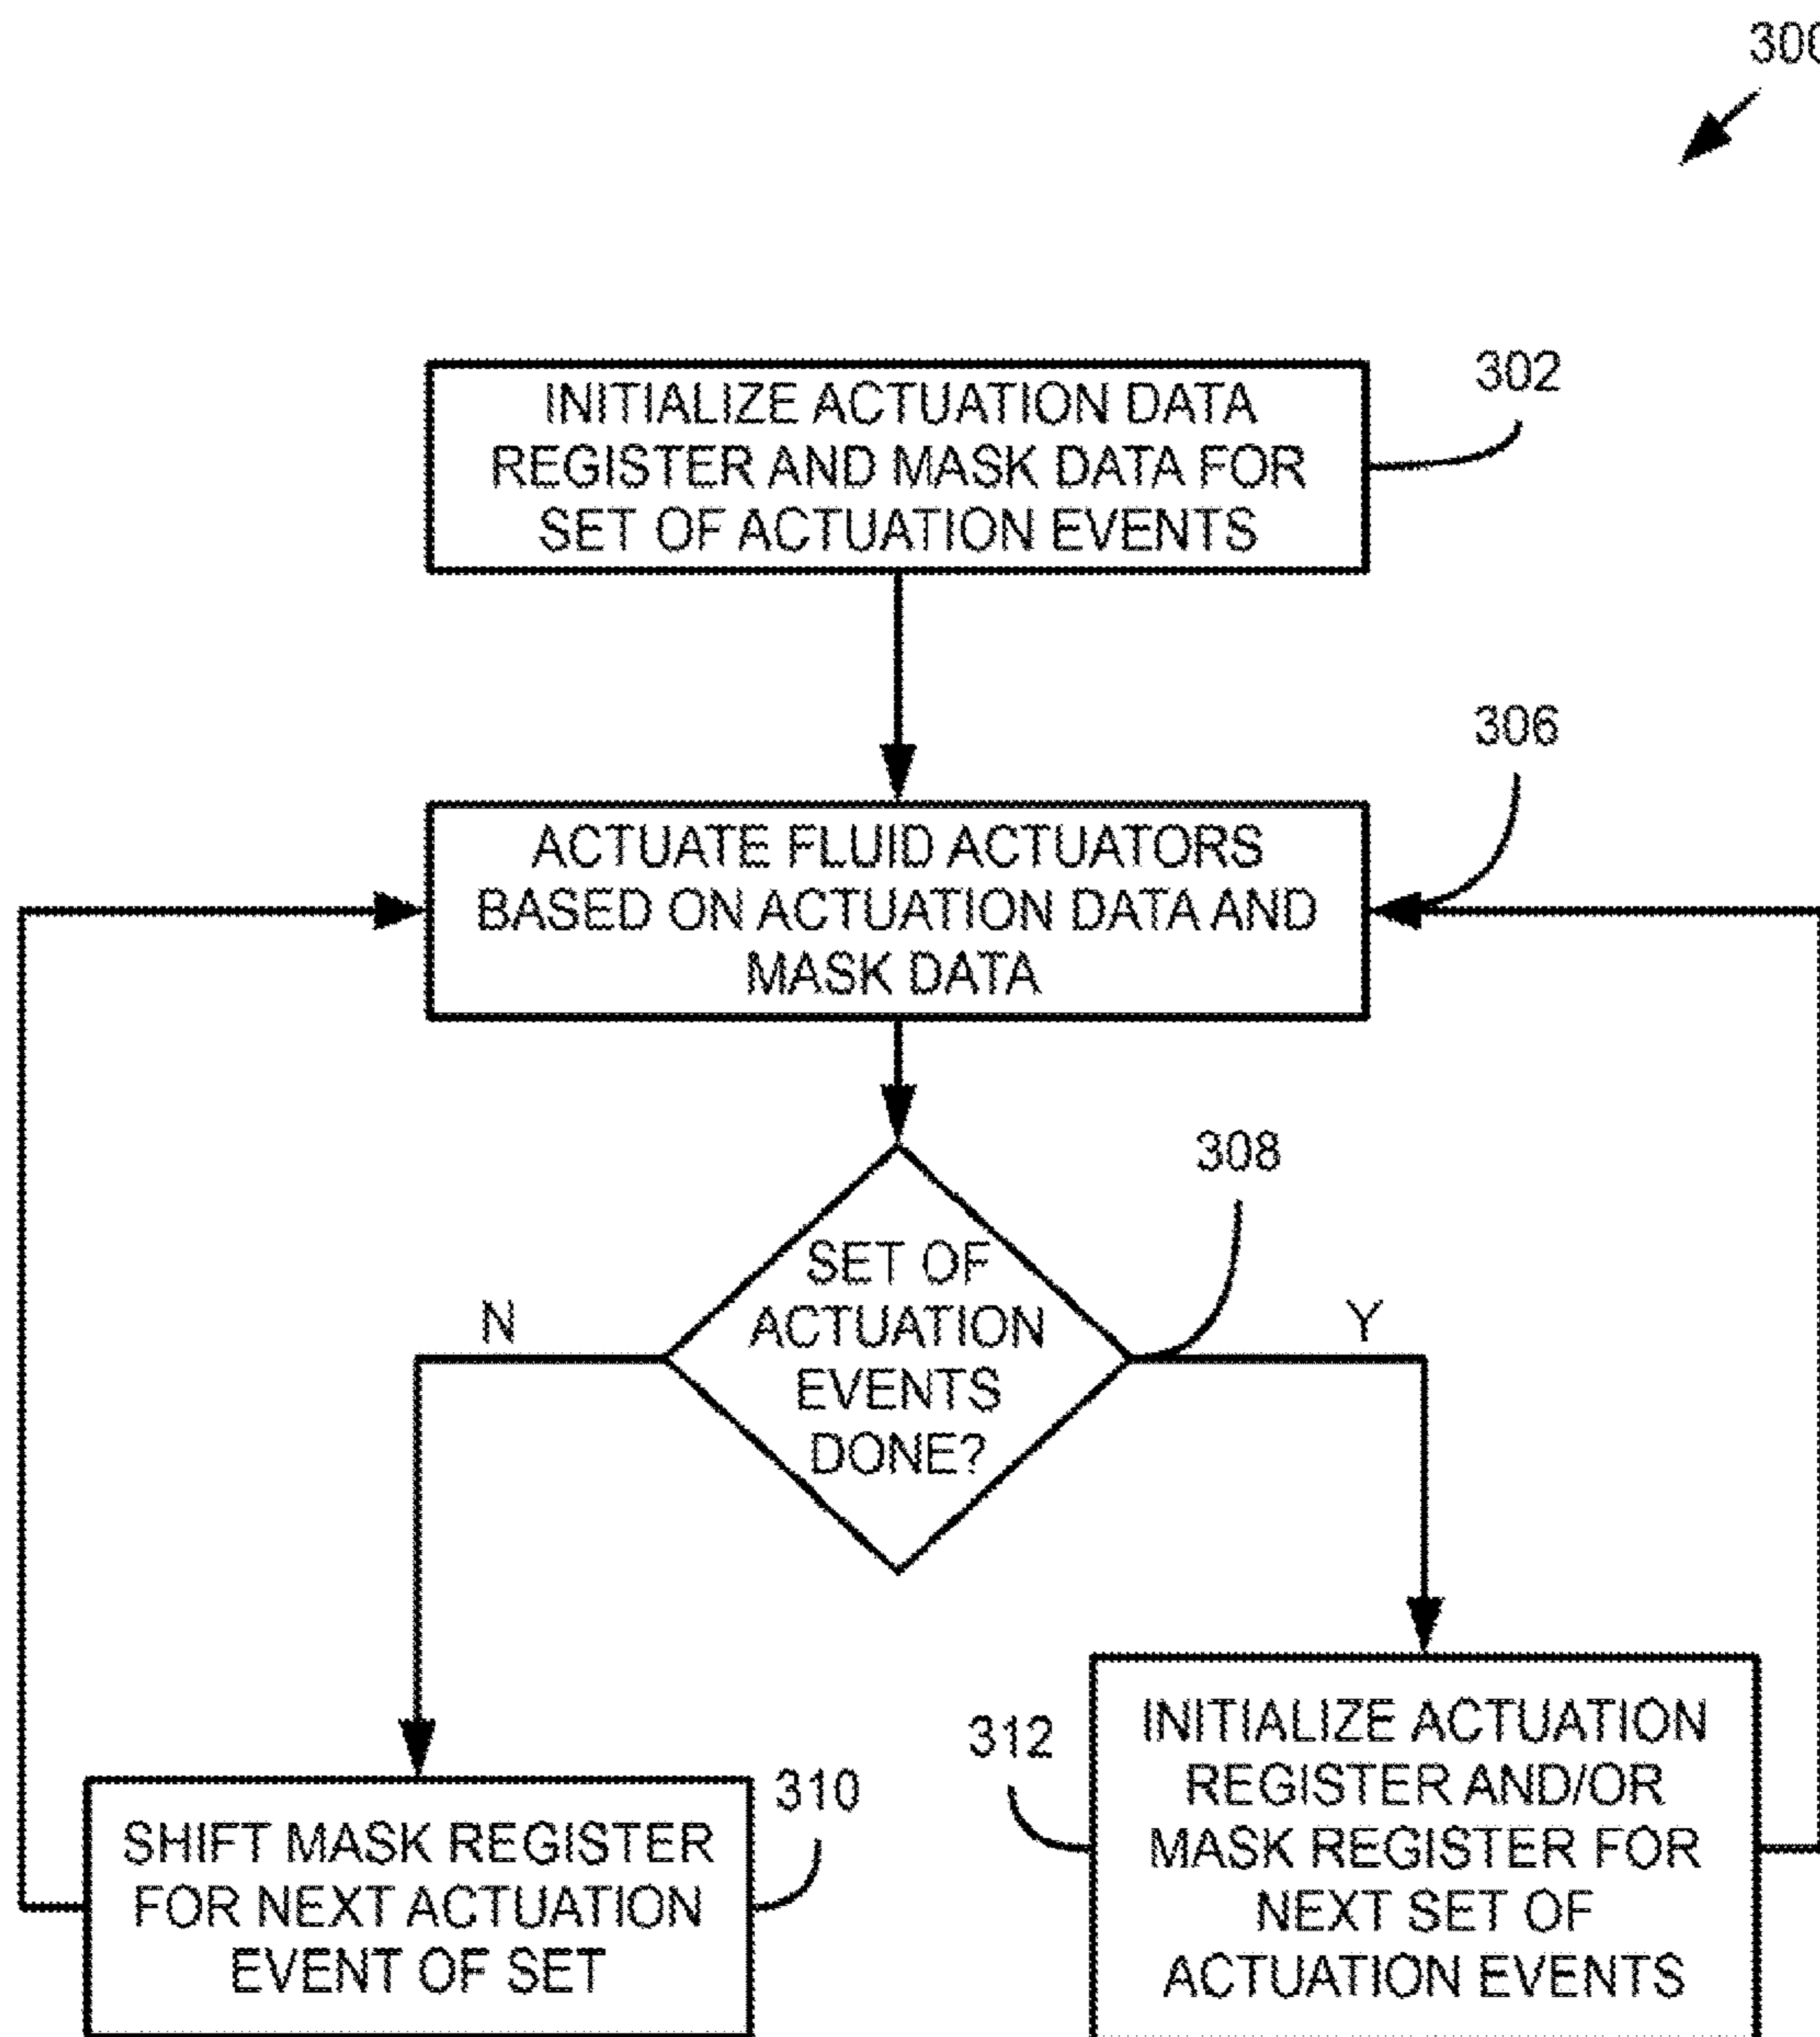 300
INITIALIZE ACTUATION DATA
REGISTER AND MASK DATA FOR
SET OF ACTUATION EVENTS
302
ACTUATE FLUID ACTUATORS
BASED ON ACTUATION DATA AND
MASK DATA
306
SET OF
ACTUATION
EVENTS
DONE?
308
N
Y
SHIFT MASK REGISTER
FOR NEXT ACTUATION
EVENT OF SET
310
312
INITIALIZE ACTUATION
REGISTER AND/OR
MASK REGISTER FOR
NEXT SET OF
ACTUATION EVENTS